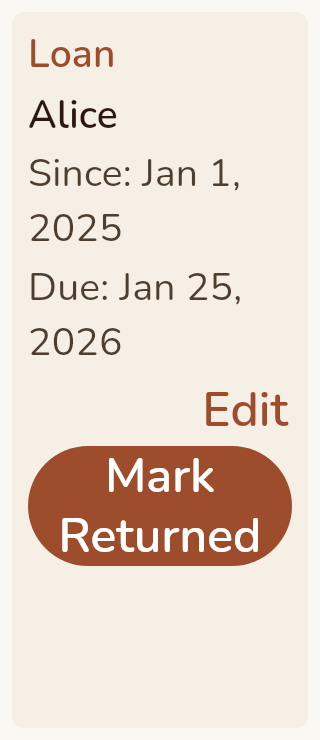 Loan
Alice
Since: Jan 1,
2025
Due: Jan 25,
2026
Edit
Mark
Returned